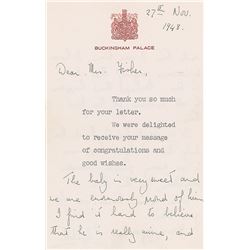 27th Nov.
1948.
BUCKINGHAM PALACE
Dear Mrs Fisher,
Thank you so much
for your letter.
We were delighted
to receive your message
of congratulations and
good wishes.
The baby is very sweet and
we are enormously proud of him
I find it hard to believe
that he is really mine, and